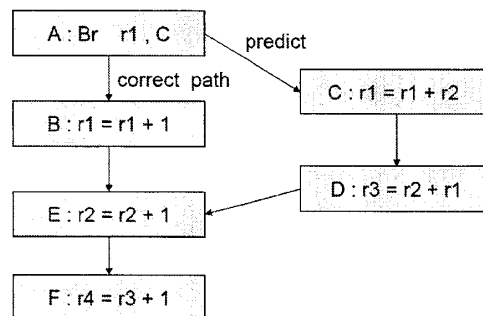 A : Br r1 , C
predict
correct path
C : r1 = r1 + r2
B : r1 = r1 + 1
D : r3 = r2 + r1
E : r2 = r2 + 1
F : r4 = r3 + 1